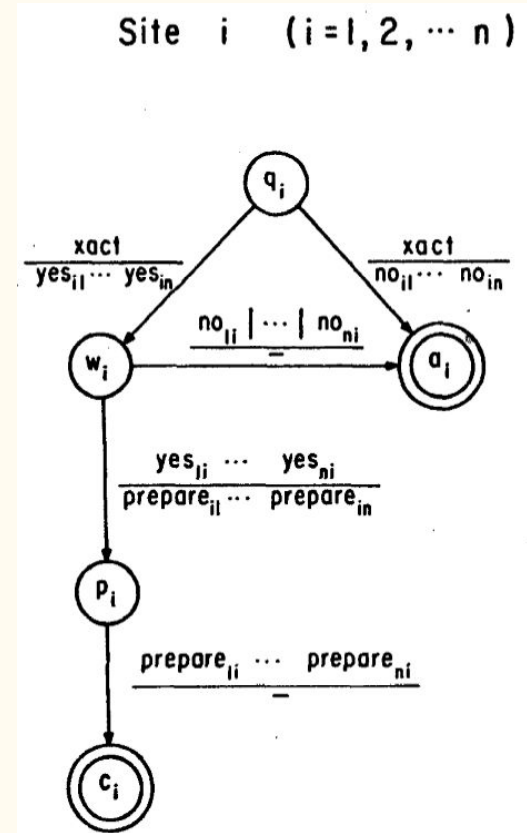 Site i (i = 1, 2, ⋯ n)
q_i
xact
yes_i1 ⋯ yes_in
xact
no_i1 ⋯ no_in
no_1i | ⋯ | no_ni
–
w_i
a_i
yes_1i ⋯ yes_ni
prepare_i1 ⋯ prepare_in
p_i
prepare_1i ⋯ prepare_ni
–
c_i